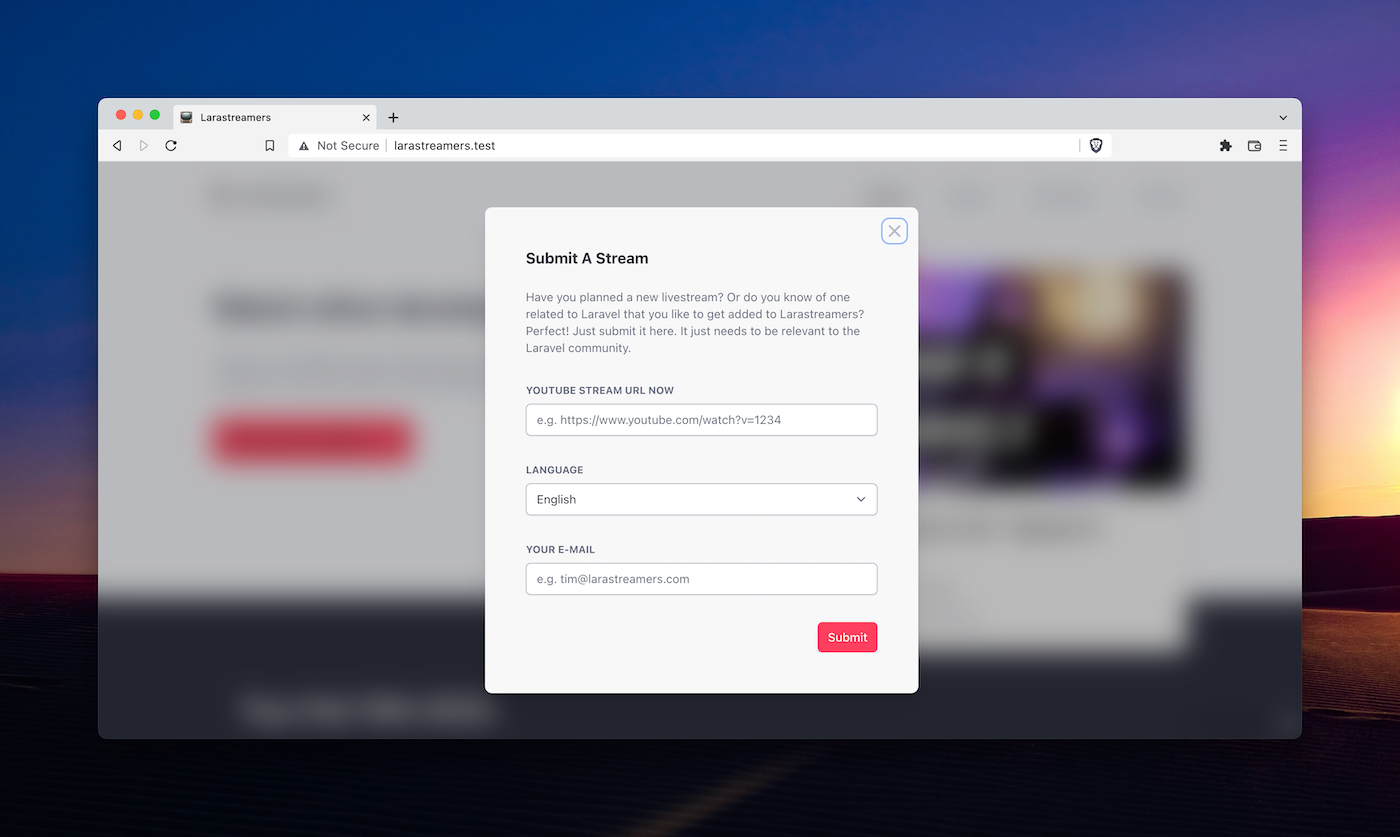 Larastreamers
Not Secure
larastreamers.test
Submit A Stream
Have you planned a new livestream? Or do you know of one
related to Laravel that you like to get added to Larastreamers?
Perfect! Just submit it here. It just needs to be relevant to the
Laravel community.
YOUTUBE STREAM URL NOW
e.g. https://www.youtube.com/watch?v=1234
LANGUAGE
English
YOUR E-MAIL
e.g. tim@larastreamers.com
Submit